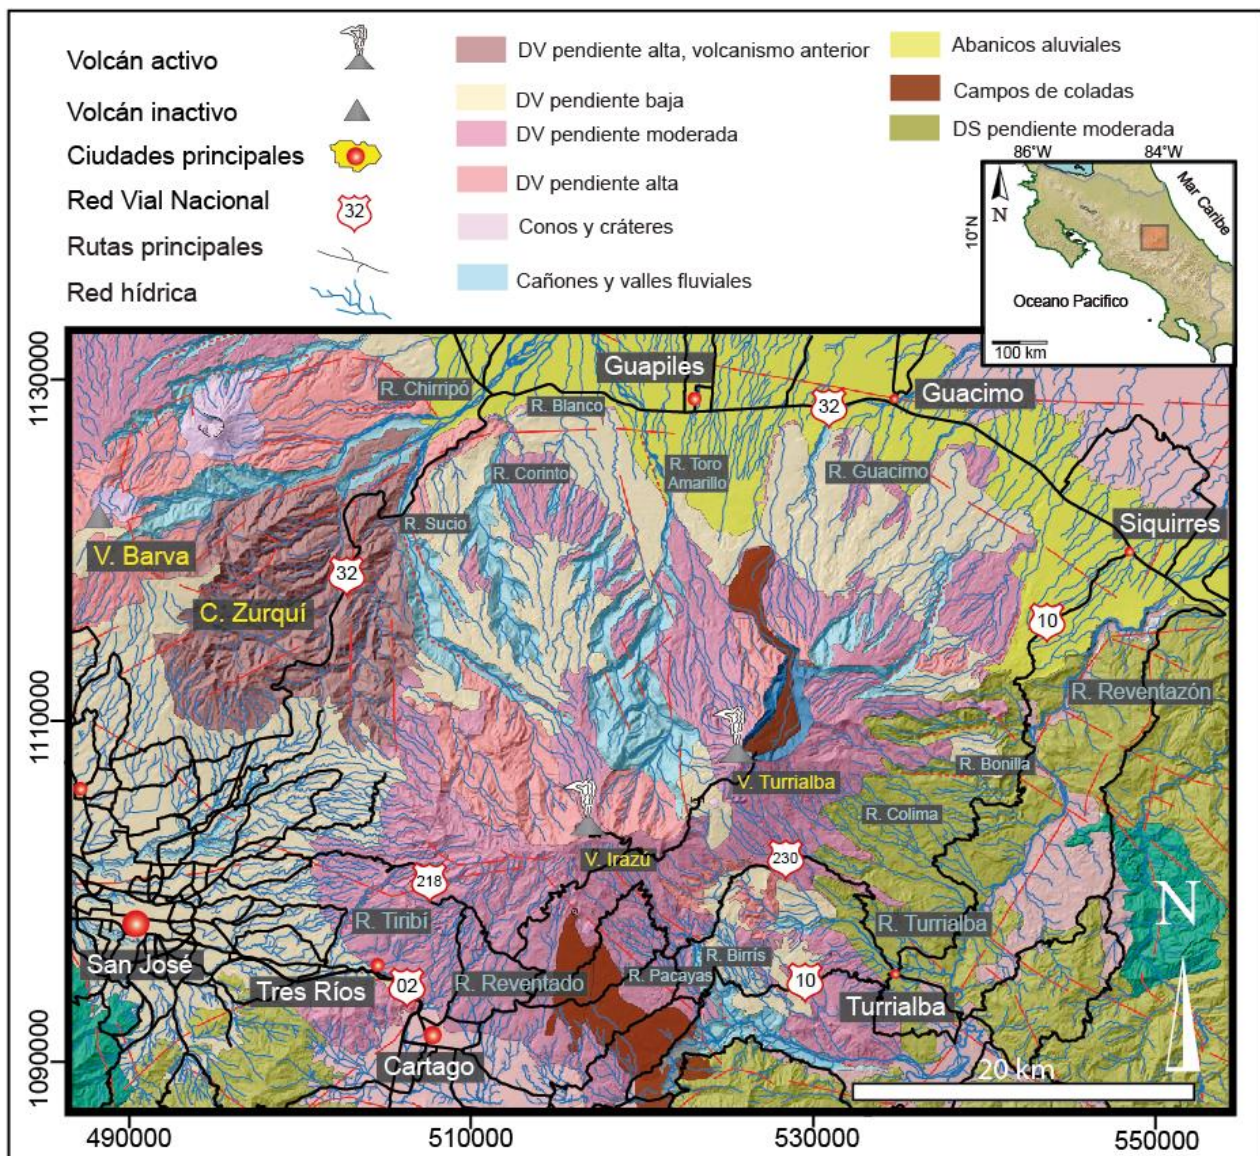 Volcán activo
Volcán inactivo
Ciudades principales
Red Vial Nacional
32
Rutas principales
Red hídrica
DV pendiente alta, volcanismo anterior
DV pendiente baja
DV pendiente moderada
DV pendiente alta
Conos y cráteres
Cañones y valles fluviales
Abanicos aluviales
Campos de coladas
DS pendiente moderada
86°W
84°W
N
10°N
Mar Caribe
Oceano Pacifico
100 km
1130000
1110000
1090000
490000
510000
530000
550000
Guapiles
R. Chirripó
R. Blanco
32
Guacimo
R. Corinto
R. Toro
Amarillo
R. Guacimo
R. Sucio
Siquirres
V. Barva
32
C. Zurquí
10
R. Reventazón
V. Turrialba
R. Bonilla
R. Colima
V. Irazú
230
218
N
R. Tiribí
R. Turrialba
San José
R. Birris
Tres Ríos
02
R. Reventado
R. Pacayas
10
Turrialba
Cartago
20 km